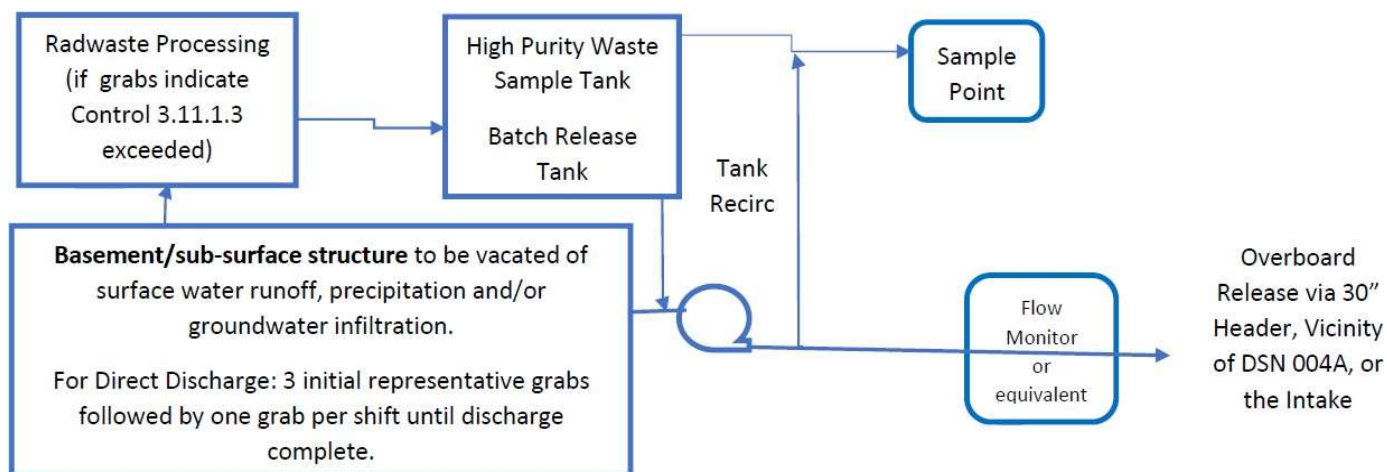 Radwaste Processing
(if grabs indicate
Control 3.11.1.3
exceeded)
High Purity Waste
Sample Tank
Batch Release
Tank
Sample
Point
Tank
Recirc
Basement/sub-surface structure to be vacated of
surface water runoff, precipitation and/or
groundwater infiltration.
For Direct Discharge: 3 initial representative grabs
followed by one grab per shift until discharge
complete.
Flow
Monitor
or
equivalent
Overboard
Release via 30”
Header, Vicinity
of DSN 004A, or
the Intake